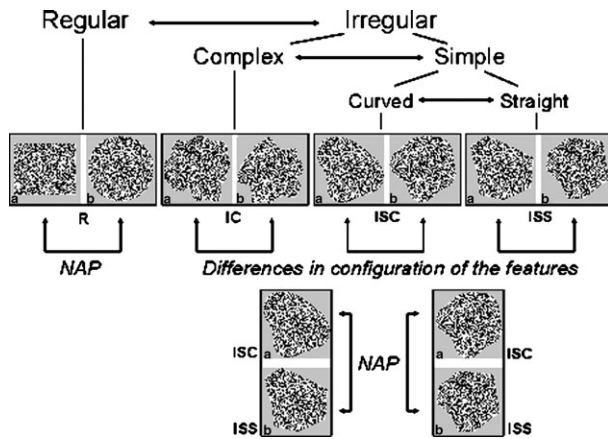 Regular Irregular
Complex Simple
Curved Straight
a b a b a b a b
R IC ISC ISS
NAP Differences in configuration of the features
ISC a a ISC
NAP
ISS b b ISS